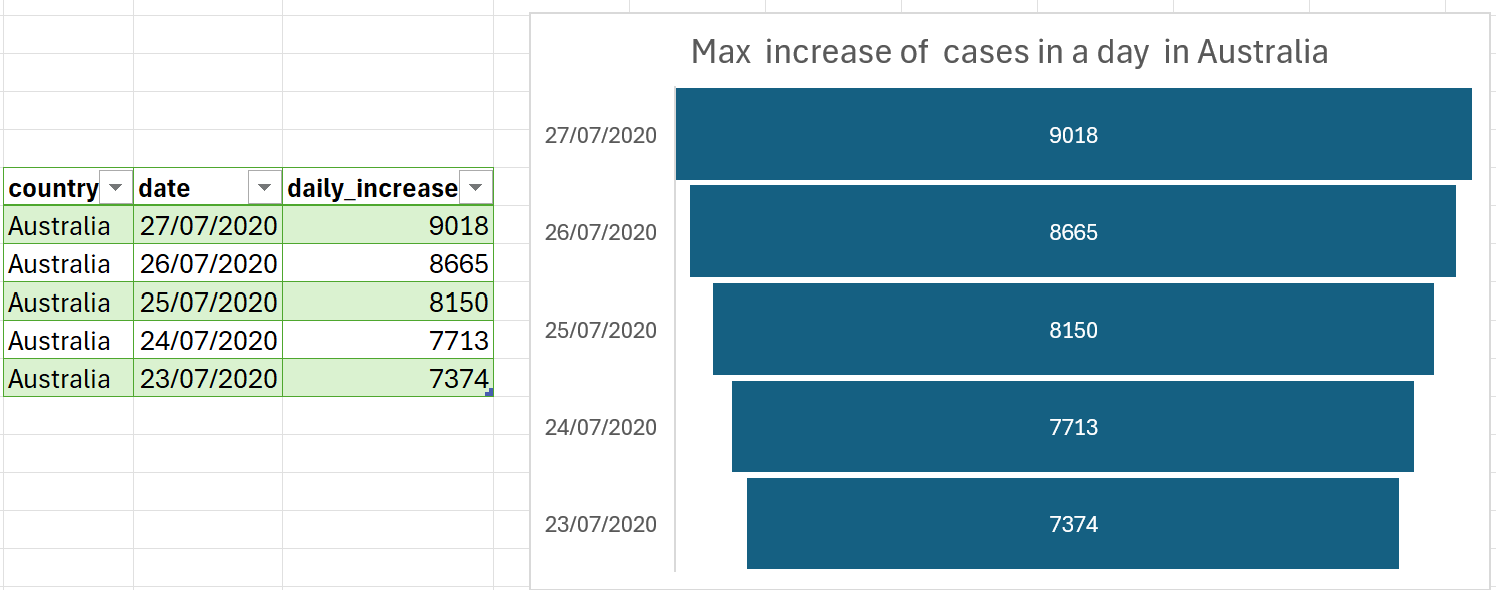 country date daily_increase
Australia 27/07/2020 9018
Australia 26/07/2020 8665
Australia 25/07/2020 8150
Australia 24/07/2020 7713
Australia 23/07/2020 7374
Max  increase of  cases in a day  in Australia
27/07/2020 9018
26/07/2020 8665
25/07/2020 8150
24/07/2020 7713
23/07/2020 7374